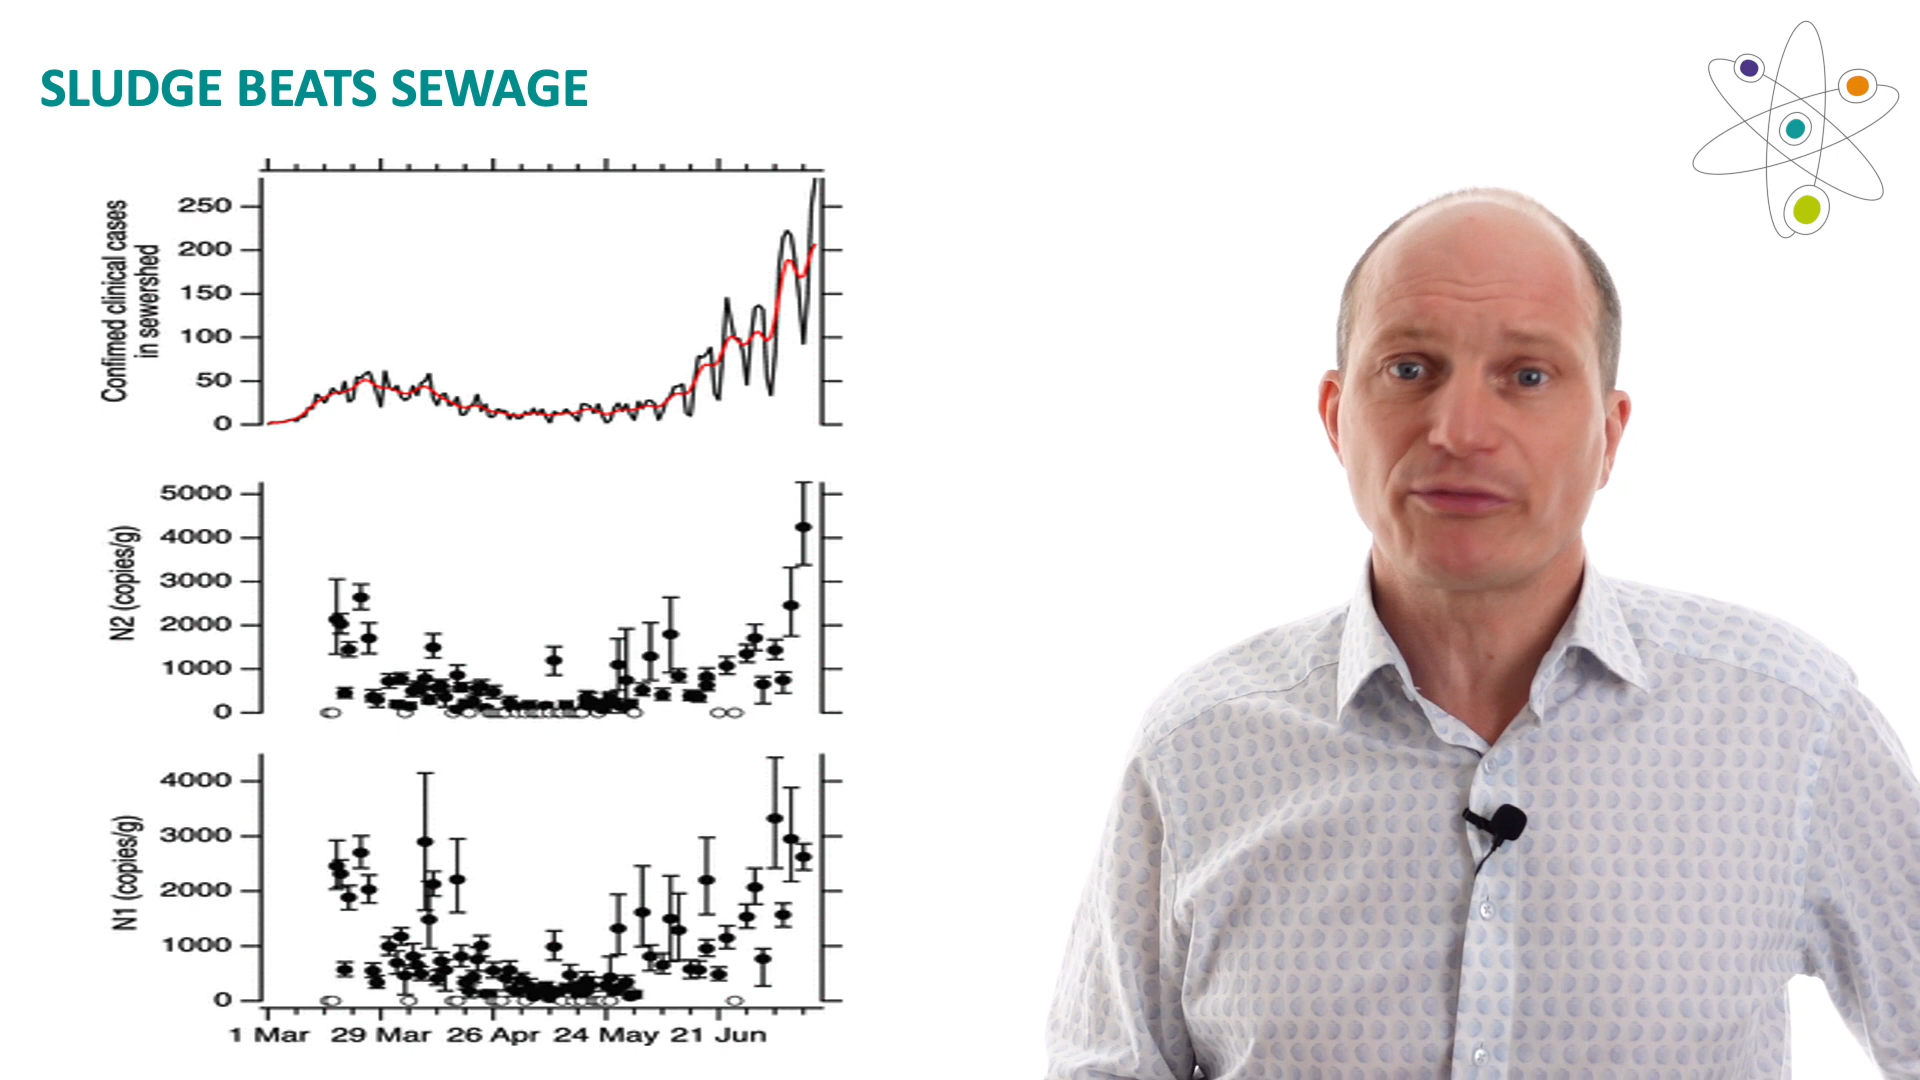 SLUDGE BEATS SEWAGE
Confimed clinical cases
in sewershed
250
200
150
100
50
0
N2 (copies/g)
5000
4000
3000
2000
1000
0
N1 (copies/g)
4000
3000
2000
1000
0
1 Mar 29 Mar 26 Apr 24 May 21 Jun